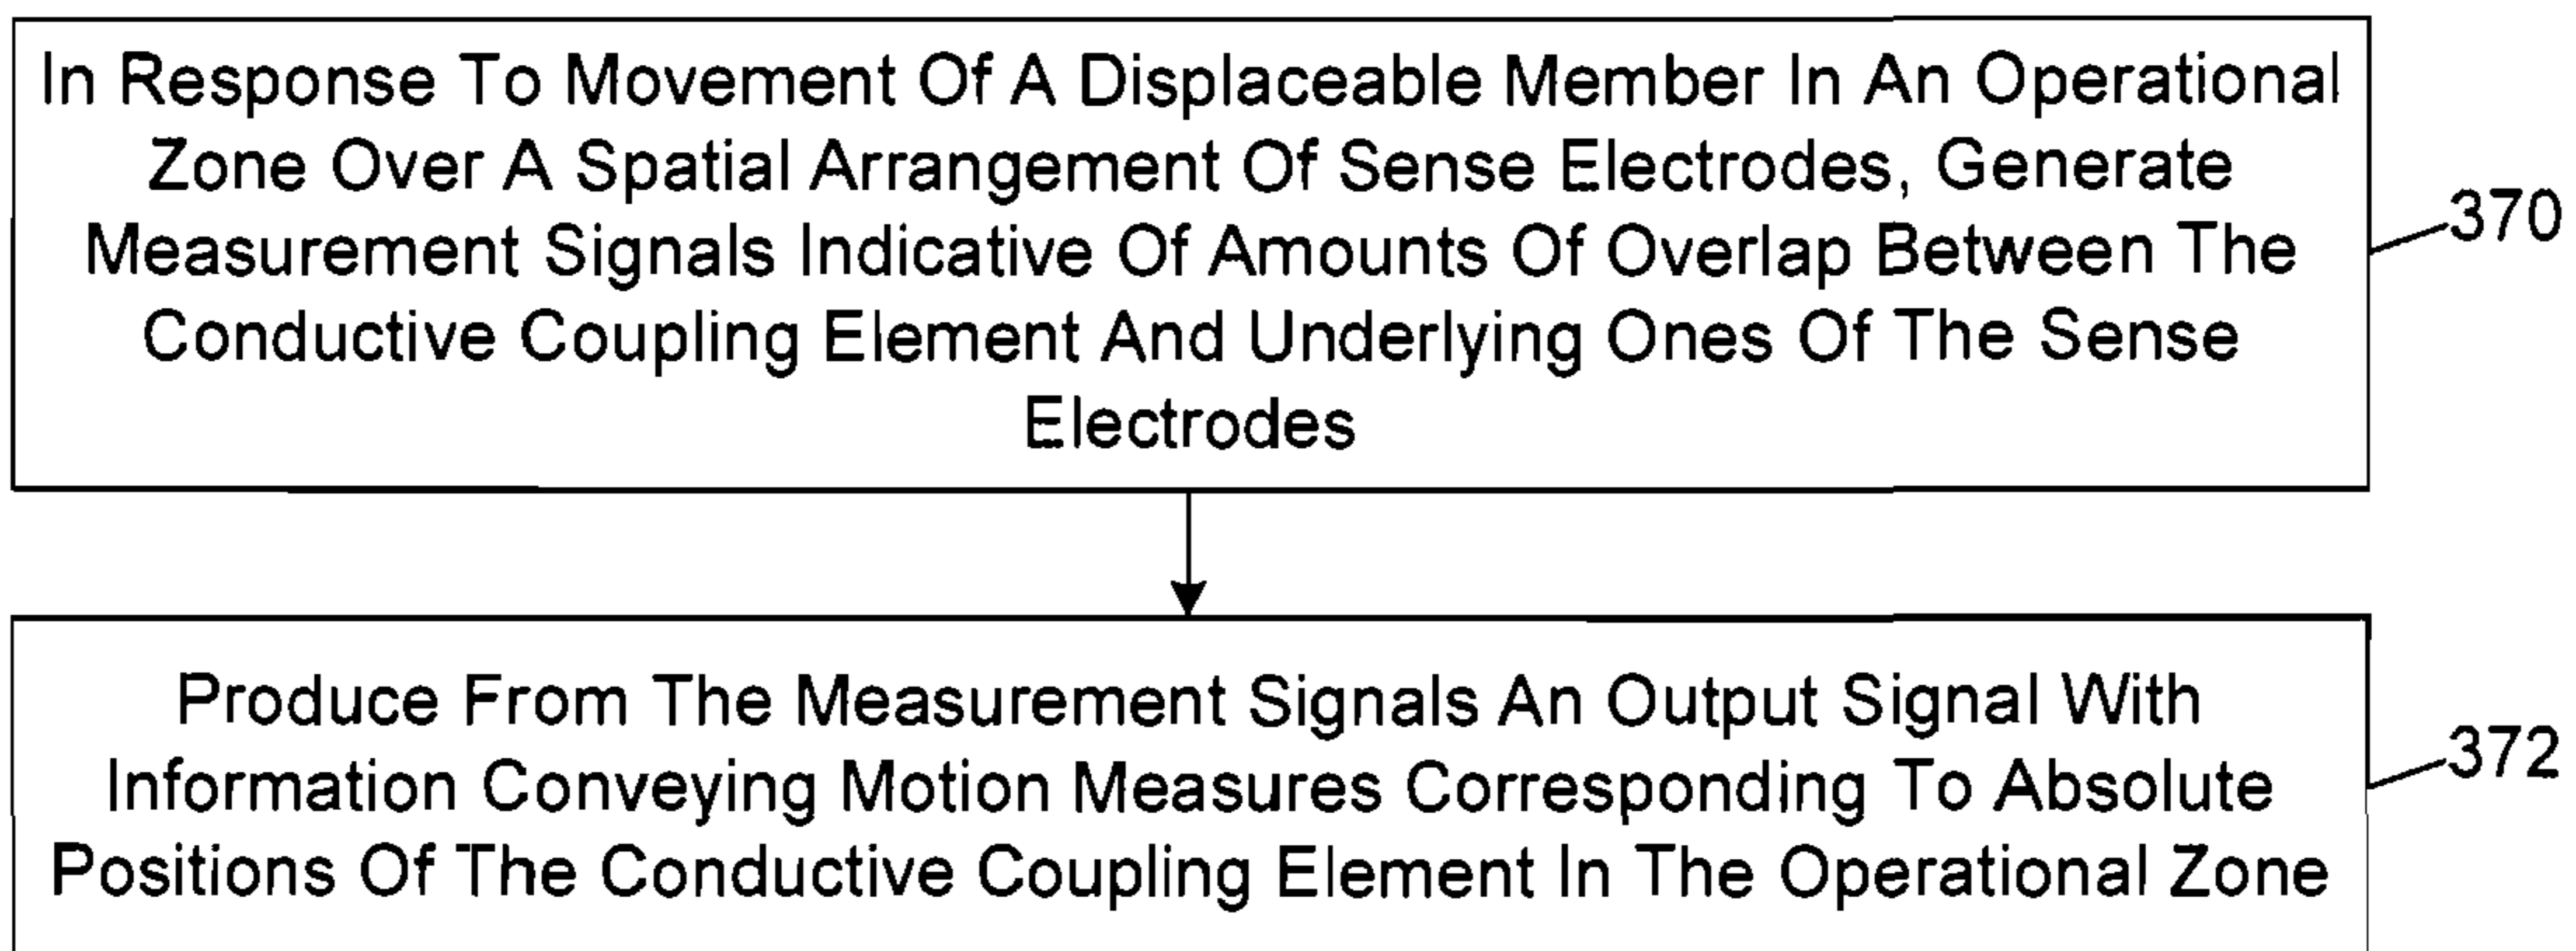 In Response To Movement Of A Displaceable Member In An Operational
Zone Over A Spatial Arrangement Of Sense Electrodes, Generate
Measurement Signals Indicative Of Amounts Of Overlap Between The
Conductive Coupling Element And Underlying Ones Of The Sense
Electrodes
370
Produce From The Measurement Signals An Output Signal With
Information Conveying Motion Measures Corresponding To Absolute
Positions Of The Conductive Coupling Element In The Operational Zone
372